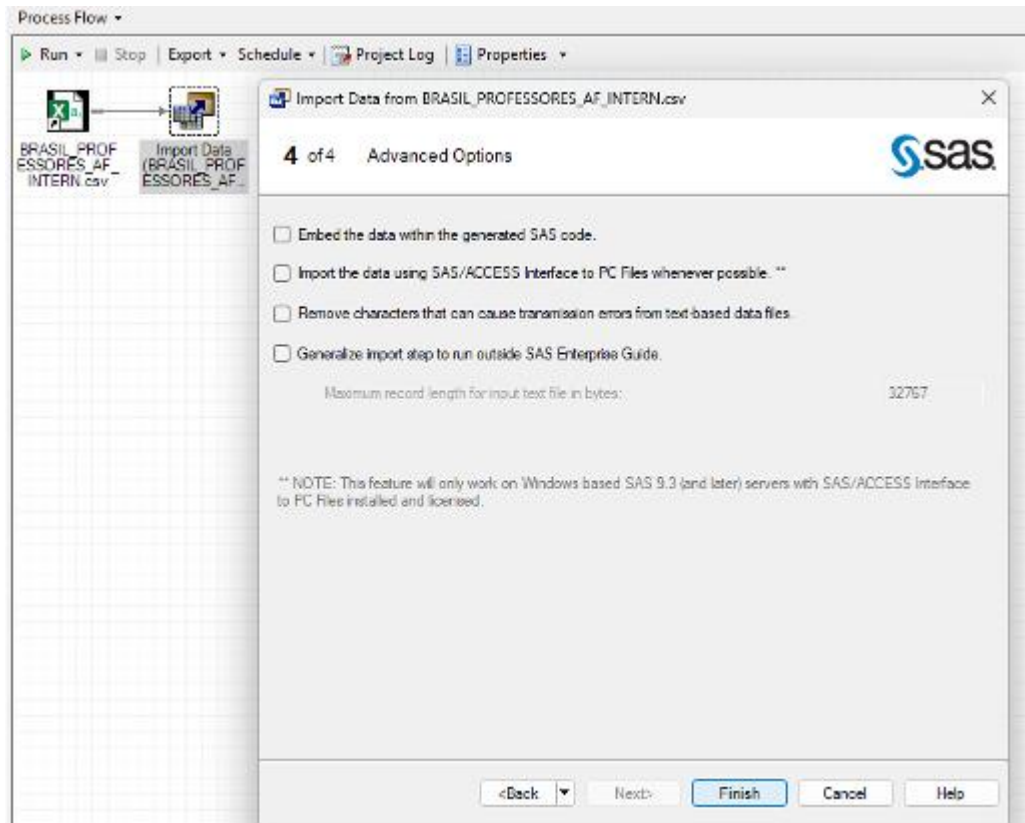 Process Flow
Run Stop Export Schedule Project Log Properties
BRASIL_PROF
ESSORES_AF_
INTERN.csv
Import Data
(BRASIL_PROF
ESSORES_AF_
Import Data from BRASIL_PROFESSORES_AF_INTERN.csv
4 of4 Advanced Options
sas
Embed the data within the generated SAS code.
Import the data using SAS/ACCESS Interface to PC Files whenever possible. **
Remove characters that can cause transmission errors from text-based data files.
Generalize import step to run outside SAS Enterprise Guide.
Maximum record length for input text file in bytes: 32767
** NOTE: This feature will only work on Windows based SAS 9.3 (and later) servers with SAS/ACCESS Interface
to PC Files installed and licensed.
<Back Next> Finish Cancel Help